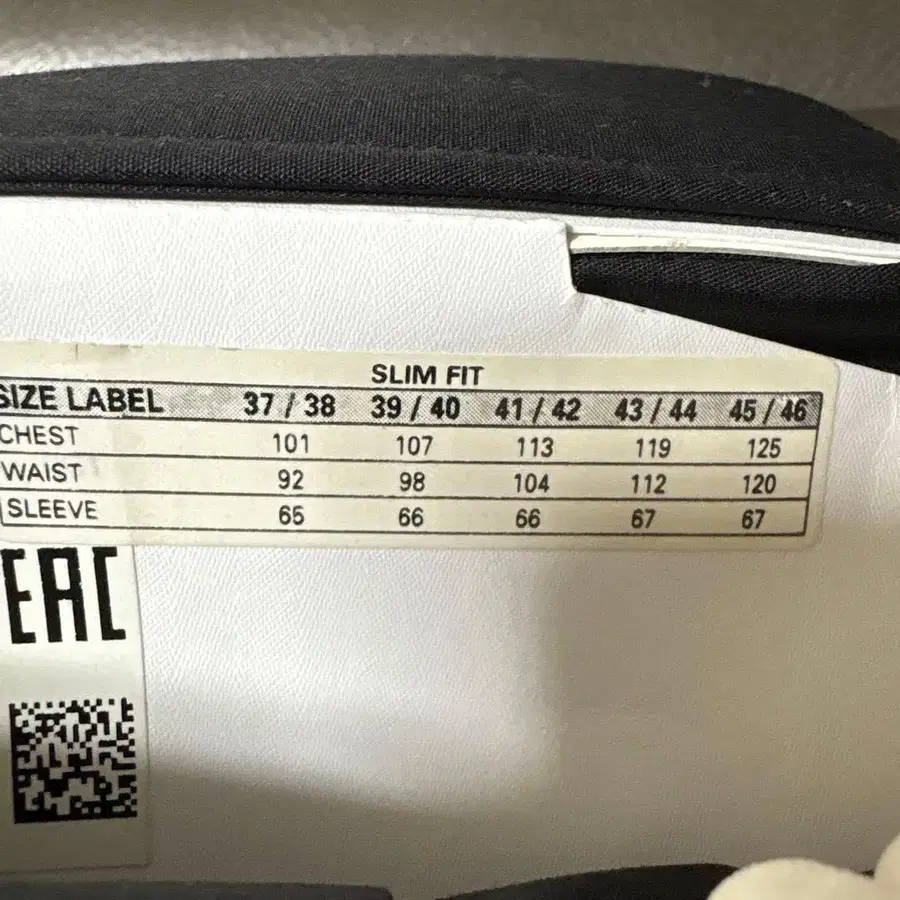 SLIM FIT
SIZE LABEL 37 / 38 39 / 40 41 / 42 43 / 44 45 / 46
CHEST 101 107 113 119 125
WAIST 92 98 104 112 120
SLEEVE 65 66 66 67 67
EAC